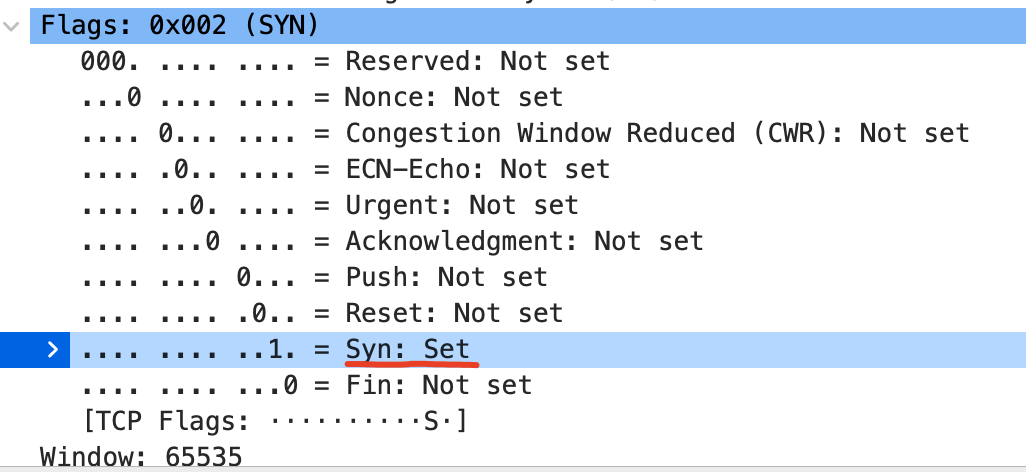 Flags: 0x002 (SYN)
000. .... .... = Reserved: Not set
...0 .... .... = Nonce: Not set
.... 0... .... = Congestion Window Reduced (CWR): Not set
.... .0.. .... = ECN-Echo: Not set
.... ..0. .... = Urgent: Not set
.... ...0 .... = Acknowledgment: Not set
.... .... 0... = Push: Not set
.... .... .0.. = Reset: Not set
.... .... ..1. = Syn: Set
.... .... ...0 = Fin: Not set
[TCP Flags: ··········S·]
Window: 65535